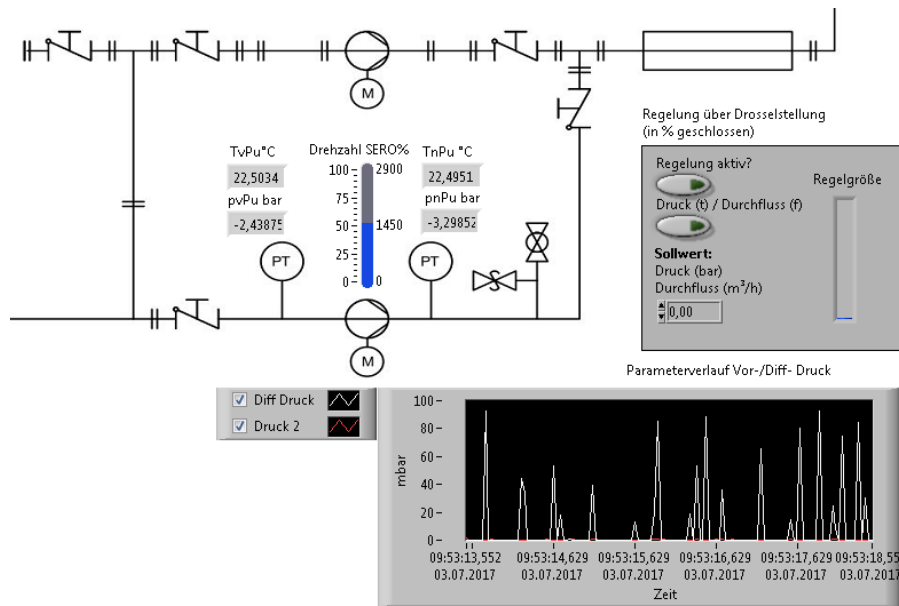 M
Regelung über Drosselstellung
(in % geschlossen)
TvPu°C
Drehzahl SERO%
TnPu °C
22,5034
100
2900
22,4951
pvPu bar
75
pnPu bar
-2,43875
50
1450
-3,29852
25
0
0
PT
PT
M
Regelung aktiv?
Regelgröße
Druck (t) / Durchfluss (f)
Sollwert:
Druck (bar)
Durchfluss (m³/h)
0,00
Parameterverlauf Vor-/Diff- Druck
Diff Druck
Druck 2
mbar
100
80
60
40
20
0
09:53:13,552
03.07.2017
09:53:14,629
03.07.2017
09:53:15,629
03.07.2017
09:53:16,629
03.07.2017
09:53:17,629
03.07.2017
09:53:18,55
03.07.2017
Zeit